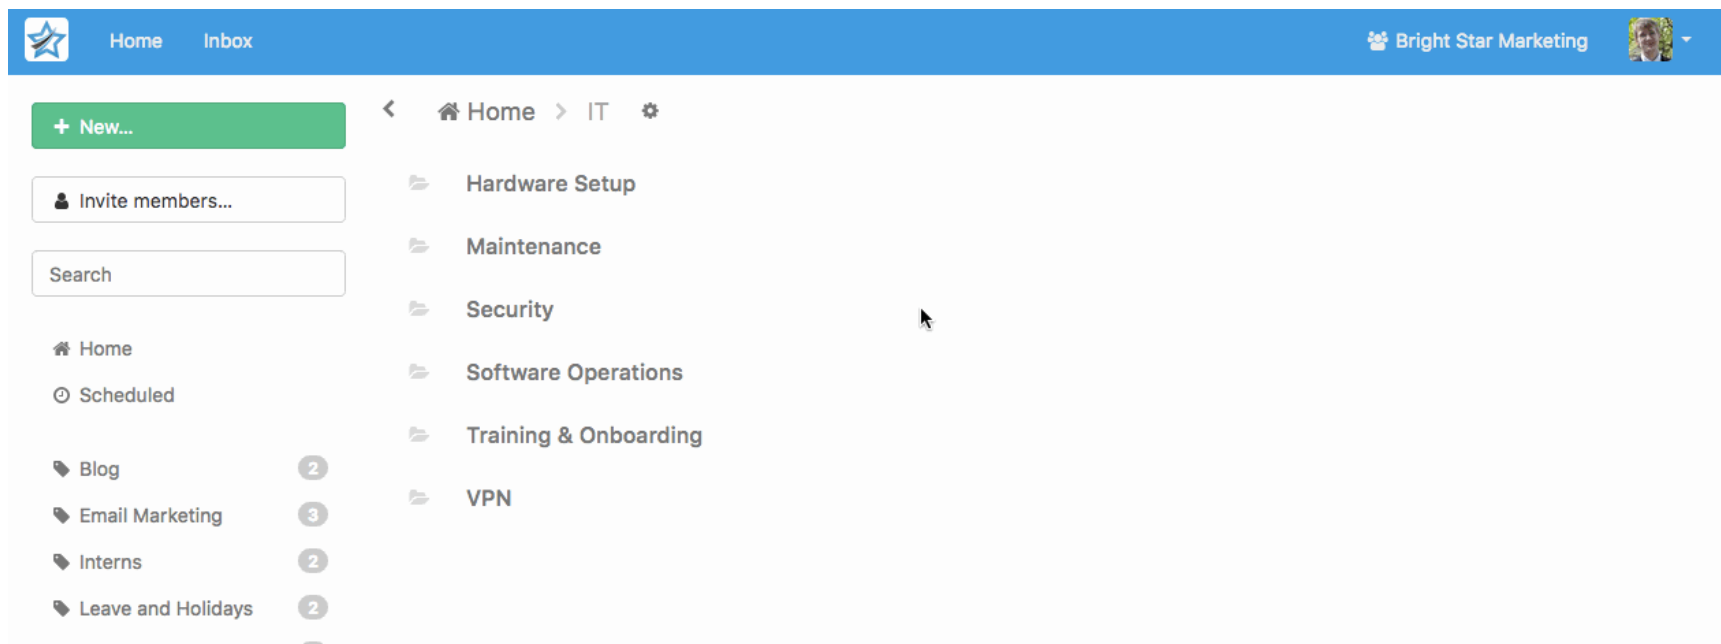 Home Inbox Bright Star Marketing
+ New...
Invite members...
Search
Home
Scheduled
Blog 2
Email Marketing 3
Interns 2
Leave and Holidays 2
Home > IT
Hardware Setup
Maintenance
Security
Software Operations
Training & Onboarding
VPN